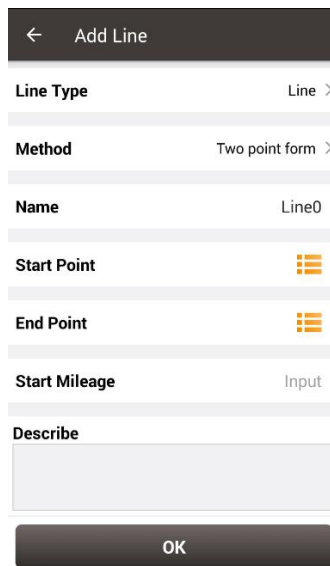 Add Line
Line Type Line
Method Two point form
Name Line0
Start Point
End Point
Start Mileage Input
Describe
OK